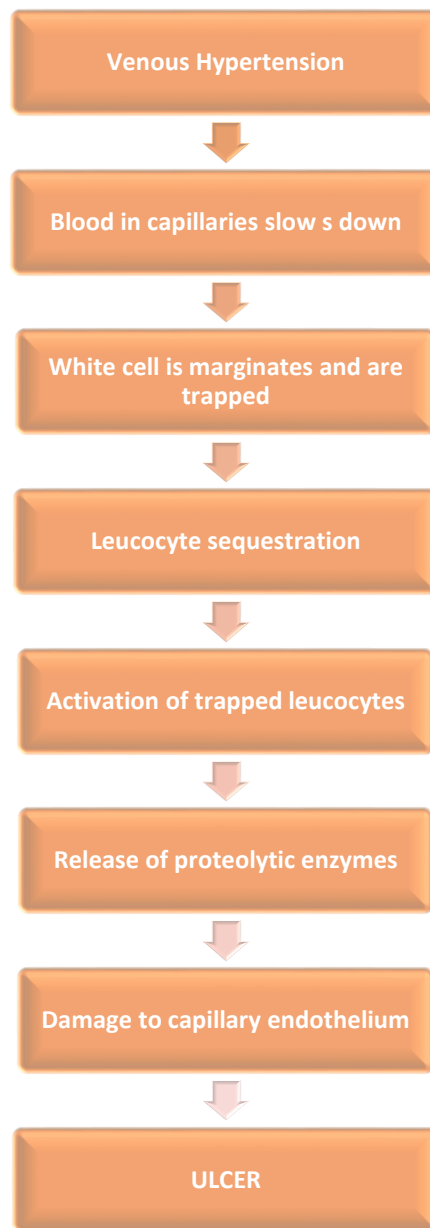 Venous Hypertension
Blood in capillaries slow s down
White cell is marginates and are
trapped
Leucocyte sequestration
Activation of trapped leucocytes
Release of proteolytic enzymes
Damage to capillary endothelium
ULCER